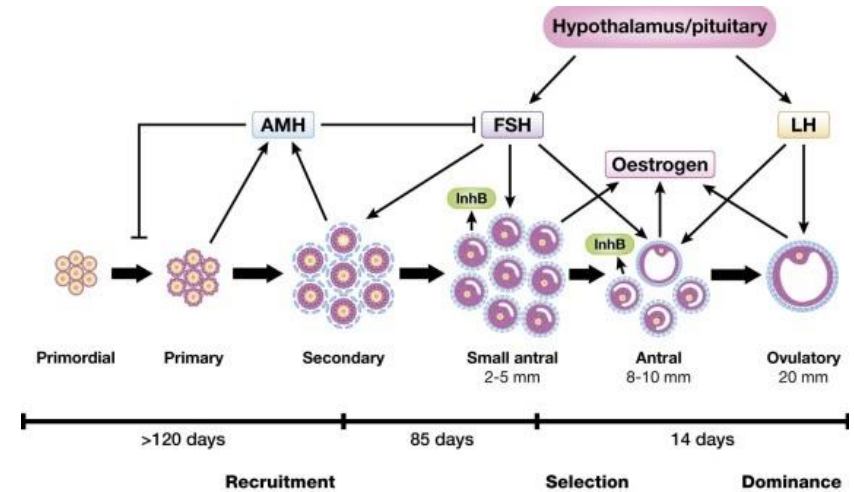 Hypothalamus/pituitary
AMH
FSH
LH
Oestrogen
InhB
InhB
Primordial
Primary
Secondary
Small antral
2-5 mm
Antral
8-10 mm
Ovulatory
20 mm
>120 days
85 days
14 days
Recruitment
Selection
Dominance